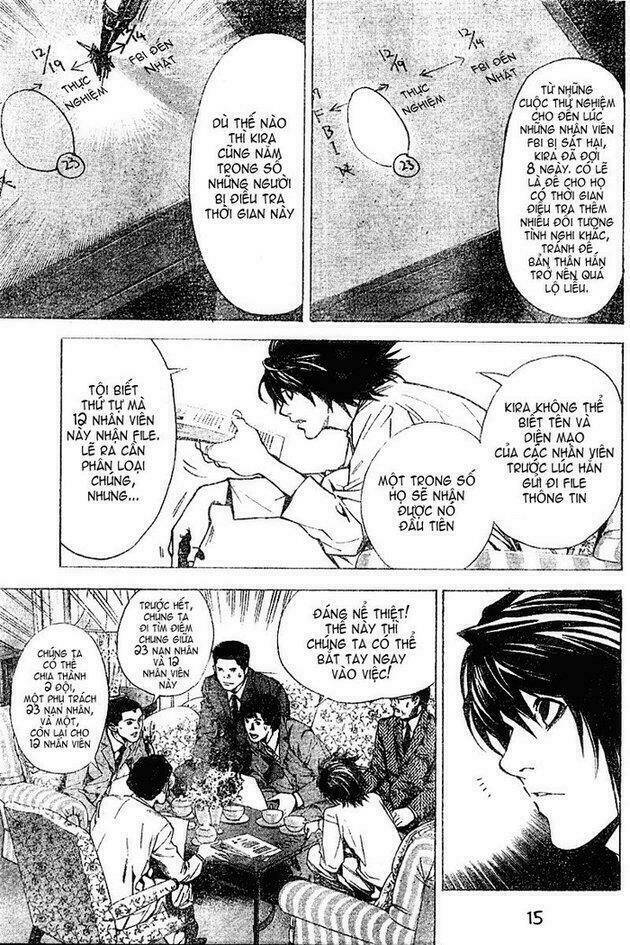 12/19
12/14
THỰC
NGHIỆM
FBI ĐẾN
NHẬT
FBI
23
TỪ NHỮNG
CUỘC THỬ NGHIỆM
CHO ĐẾN LÚC
NHỮNG NHÂN VIÊN
FBI BỊ SÁT HẠI,
KIRA ĐÃ ĐỢI
8 NGÀY. CÓ LẼ
LÀ ĐỂ CHO HỌ
CÓ THỜI GIAN
ĐIỀU TRA THÊM
NHIỀU ĐỐI TƯỢNG
TÌNH NGHI KHÁC,
TRÁNH ĐỂ
BẢN THÂN HẮN
TRỞ NÊN QUÁ
LỘ LIỄU.
12/19
12/14
THỰC
NGHIỆM
FBI ĐẾN
NHẬT
23
DÙ THẾ NÀO
THÌ KIRA
CŨNG NẰM
TRONG SỐ
NHỮNG NGƯỜI
BỊ ĐIỀU TRA
THỜI GIAN NÀY
KIRA KHÔNG THỂ
BIẾT TÊN VÀ
DIỆN MẠO
CỦA CÁC NHÂN VIÊN
TRƯỚC LÚC HẮN
GỬI ĐI FILE
THÔNG TIN
MỘT TRONG SỐ
HỌ SẼ NHẬN
ĐƯỢC NÓ
ĐẦU TIÊN
TÔI BIẾT
THỨ TỰ MÀ
12 NHÂN VIÊN
NÀY NHẬN FILE.
LẼ RA CẦN
PHÂN LOẠI
CHÚNG,
NHƯNG...
ĐÁNG NỂ THIỆT!
THẾ NÀY THÌ
CHÚNG TA CÓ THỂ
BẮT TAY NGAY
VÀO VIỆC!
TRƯỚC HẾT,
CHÚNG TA
ĐI TÌM ĐIỂM
CHUNG GIỮA
23 NẠN NHÂN
VÀ 12
NHÂN VIÊN
NÀY
CHÚNG TA
CÓ THỂ
CHIA THÀNH
2 ĐỘI,
MỘT PHỤ TRÁCH
23 NẠN NHÂN,
VÀ MỘT,
CÒN LẠI CHO
12 NHÂN VIÊN
15